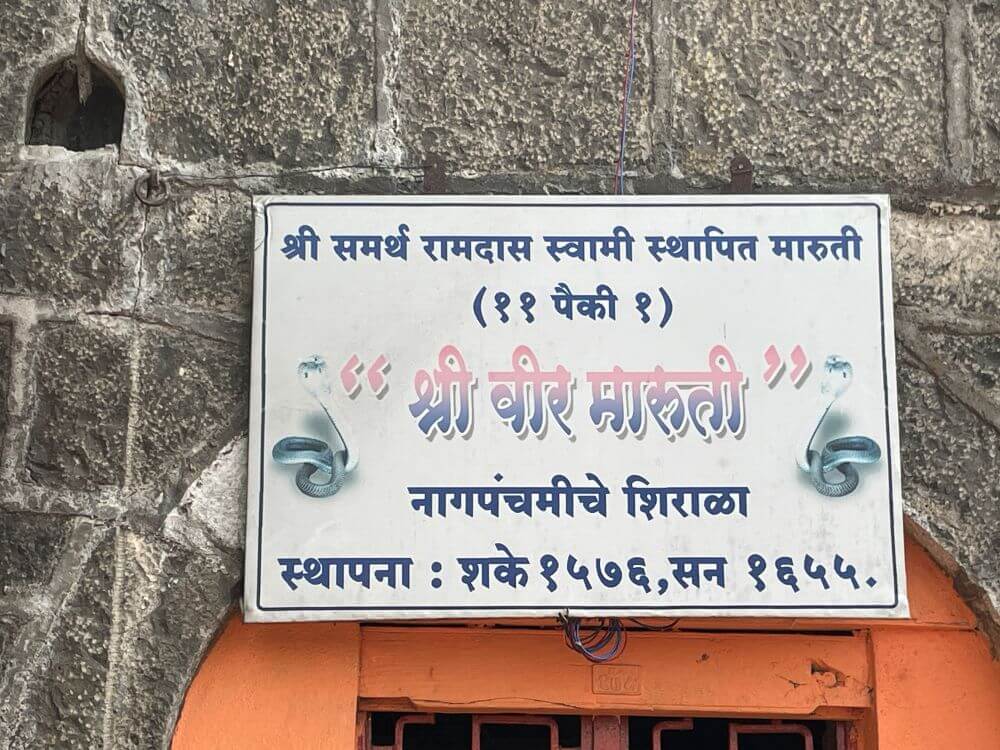 श्री समर्थ रामदास स्वामी स्थापित मारुती
(११ पैकी १)
“ श्री वीर मारुती ”
नागपंचमीचे शिराळा
स्थापना : शके १५७६,सन १६५५.